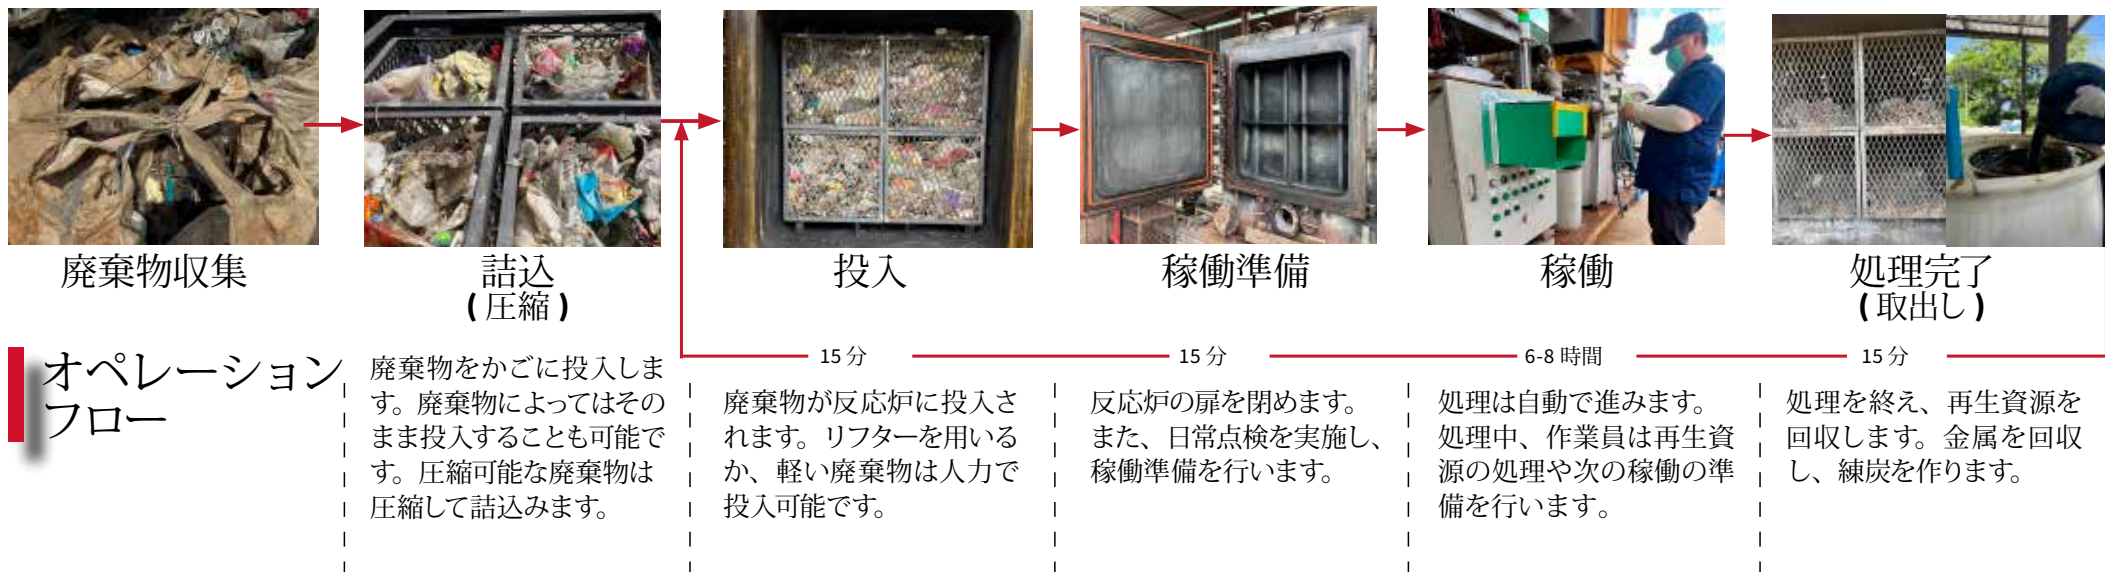 廃棄物収集
詰込
( 圧縮 )
投入
稼働準備
稼働
処理完了
( 取出し )
オペレーション
フロー
15 分
15 分
6-8 時間
15 分
廃棄物をかごに投入しま
す。廃棄物によってはその
まま投入することも可能で
す。圧縮可能な廃棄物は
圧縮して詰込みます。
廃棄物が反応炉に投入さ
れます。リフターを用いる
か、軽い廃棄物は人力で
投入可能です。
反応炉の扉を閉めます。
また、日常点検を実施し、
稼働準備を行います。
処理は自動で進みます。
処理中、作業員は再生資
源の処理や次の稼働の準
備を行います。
処理を終え、再生資源を
回収します。金属を回収
し、練炭を作ります。